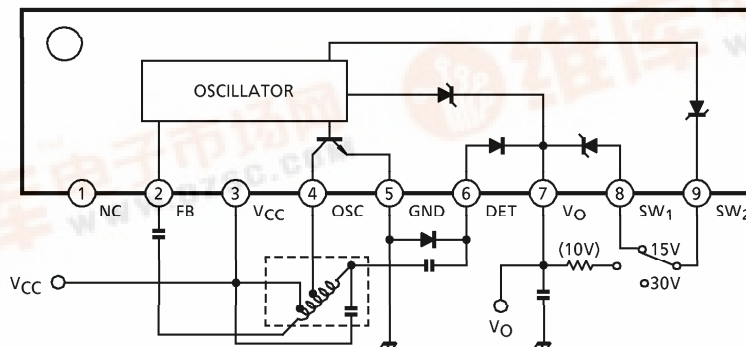 OSCILLATOR
1 2 3 4 5 6 7 8 9
NC FB VCC OSC GND DET VO SW1 SW2
(10V) 15V
VCC 30V
VO